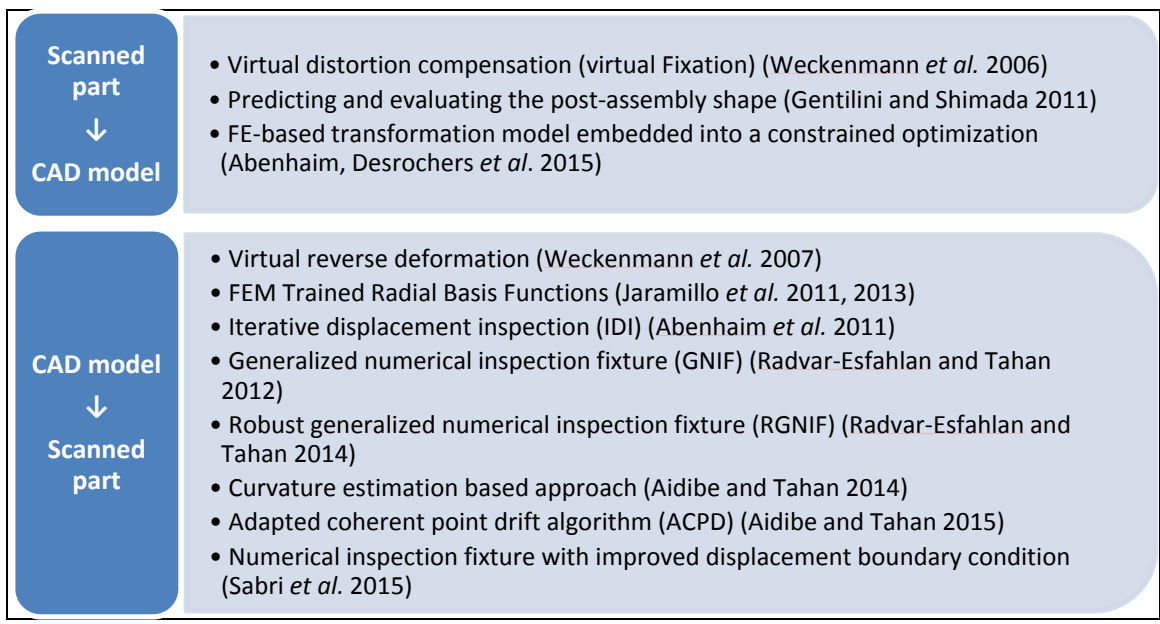 Scanned
part
↓
CAD model
• Virtual distortion compensation (virtual Fixation) (Weckenmann et al. 2006)
• Predicting and evaluating the post-assembly shape (Gentilini and Shimada 2011)
• FE-based transformation model embedded into a constrained optimization
(Abenhaim, Desrochers et al. 2015)
CAD model
↓
Scanned
part
• Virtual reverse deformation (Weckenmann et al. 2007)
• FEM Trained Radial Basis Functions (Jaramillo et al. 2011, 2013)
• Iterative displacement inspection (IDI) (Abenhaim et al. 2011)
• Generalized numerical inspection fixture (GNIF) (Radvar-Esfahlan and Tahan
2012)
• Robust generalized numerical inspection fixture (RGNIF) (Radvar-Esfahlan and
Tahan 2014)
• Curvature estimation based approach (Aidibe and Tahan 2014)
• Adapted coherent point drift algorithm (ACPD) (Aidibe and Tahan 2015)
• Numerical inspection fixture with improved displacement boundary condition
(Sabri et al. 2015)